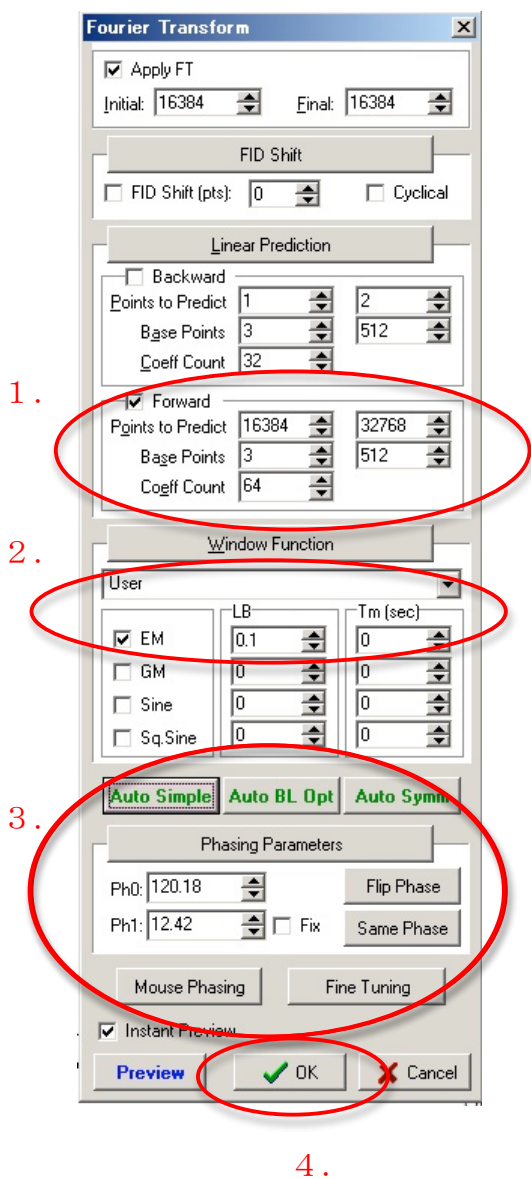 Fourier Transform
Apply FT
Initial: 16384 Final: 16384
FID Shift
FID Shift (pts): 0 Cyclical
Linear Prediction
Backward
Points to Predict 1 2
Base Points 3 512
Coeff Count 32
1.
Forward
Points to Predict 16384 32768
Base Points 3 512
Coeff Count 64
2.
Window Function
User
LB Tm (sec)
EM 0.1 0
GM 0 0
Sine 0 0
Sq.Sine 0 0
3.
Auto Simple Auto BL Opt Auto Symm
Phasing Parameters
Ph0: 120.18 Flip Phase
Ph1: 12.42 Fix Same Phase
Mouse Phasing Fine Tuning
Instant Preview
Preview OK Cancel
4.